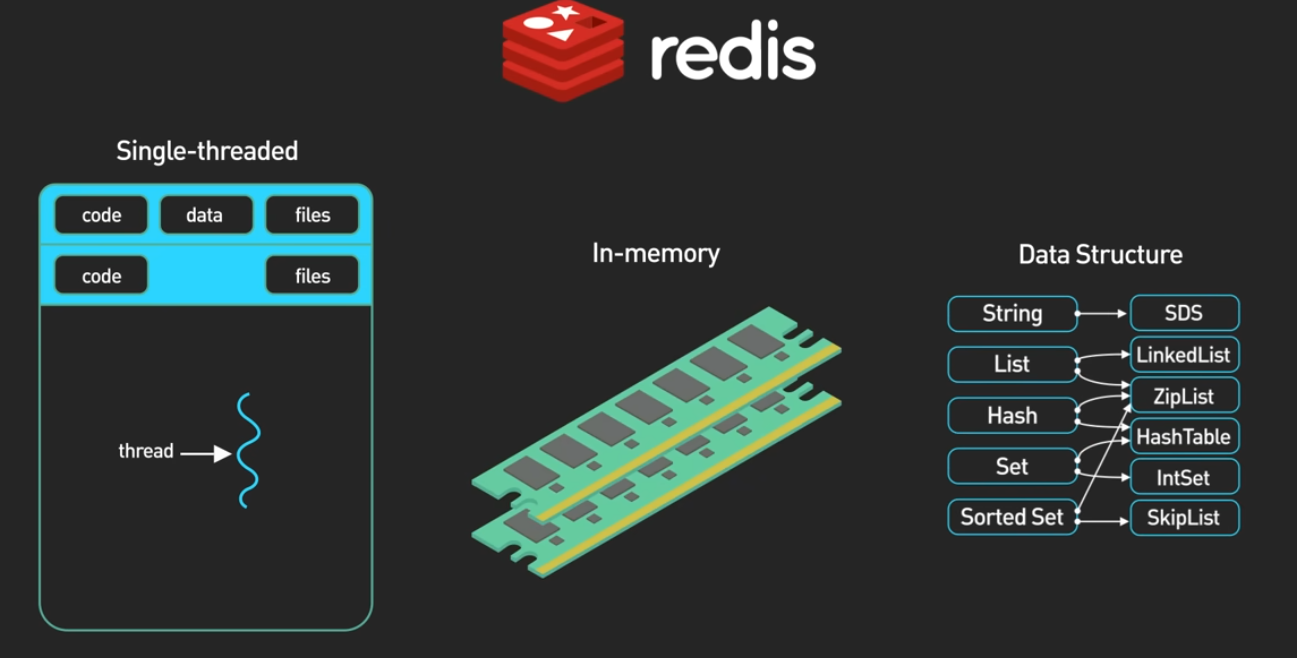 redis
Single-threaded
code data files
code files
thread
In-memory
Data Structure
String SDS
List LinkedList
ZipList
Hash HashTable
Set IntSet
Sorted Set SkipList